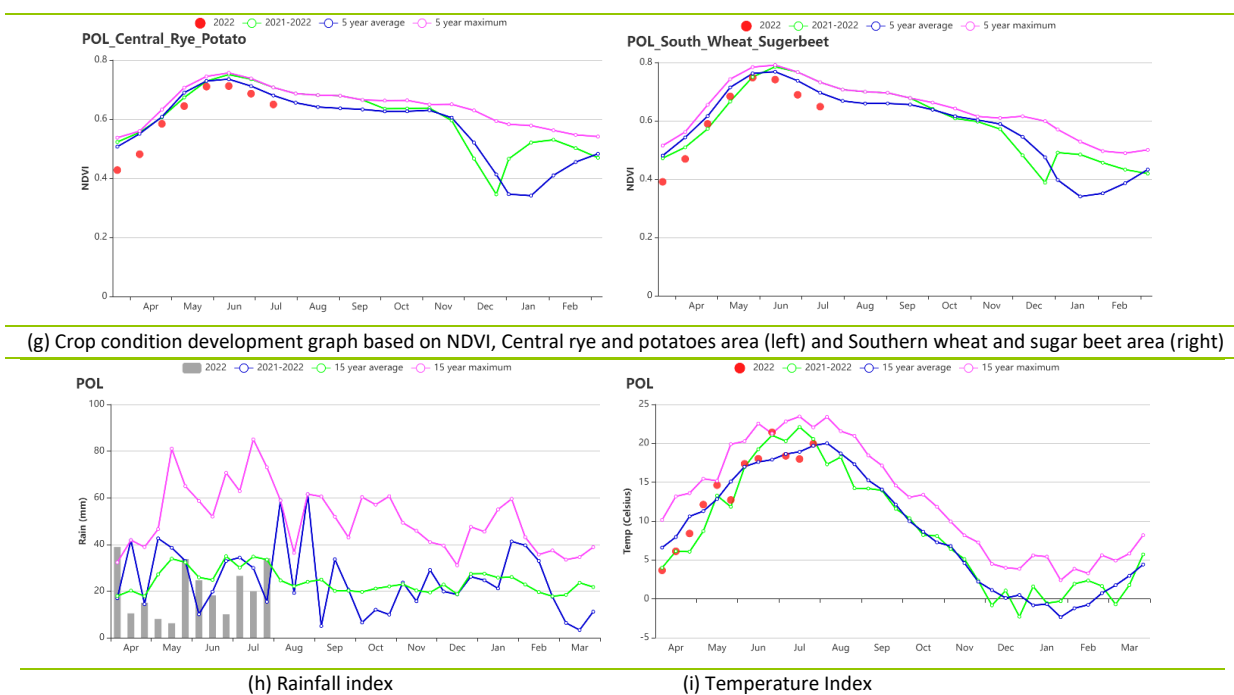 2022 2021-2022 5 year average 5 year maximum
POL_Central_Rye_Potato
0.8
0.6
0.4
0.2
0
NDVI
Apr May Jun Jul Aug Sep Oct Nov Dec Jan Feb
2022 2021-2022 5 year average 5 year maximum
POL_South_Wheat_Sugerbeet
0.8
0.6
0.4
0.2
0
NDVI
Apr May Jun Jul Aug Sep Oct Nov Dec Jan Feb
(g) Crop condition development graph based on NDVI, Central rye and potatoes area (left) and Southern wheat and sugar beet area (right)
2022 2021-2022 15 year average 15 year maximum
POL
100
80
60
40
20
0
Rain (mm)
Apr May Jun Jul Aug Sep Oct Nov Dec Jan Feb Mar
2022 2021-2022 15 year average 15 year maximum
POL
25
20
15
10
5
0
-5
Temp (Celsius)
Apr May Jun Jul Aug Sep Oct Nov Dec Jan Feb Mar
(h) Rainfall index
(i) Temperature Index